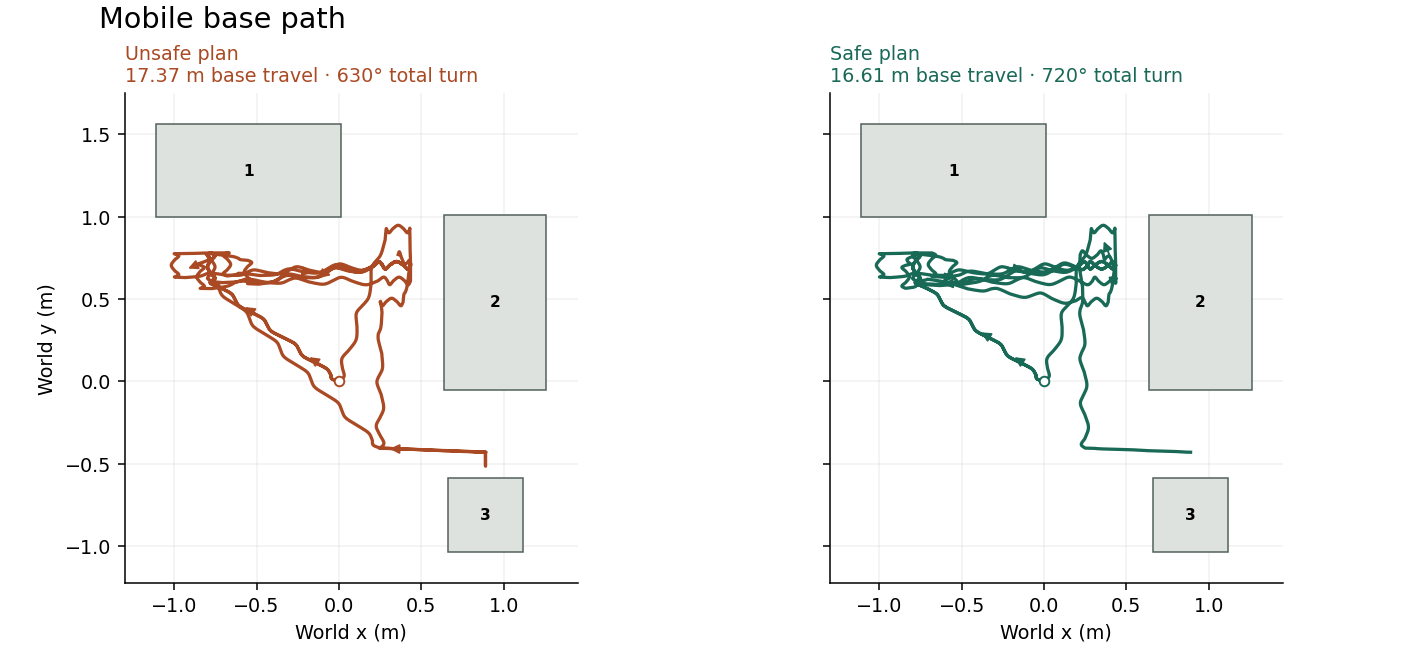 Mobile base path
Unsafe plan
17.37 m base travel · 630° total turn
Safe plan
16.61 m base travel · 720° total turn
1.5
1.0
0.5
0.0
−0.5
−1.0
World y (m)
1
2
3
1
2
3
−1.0 −0.5 0.0 0.5 1.0
World x (m)
−1.0 −0.5 0.0 0.5 1.0
World x (m)